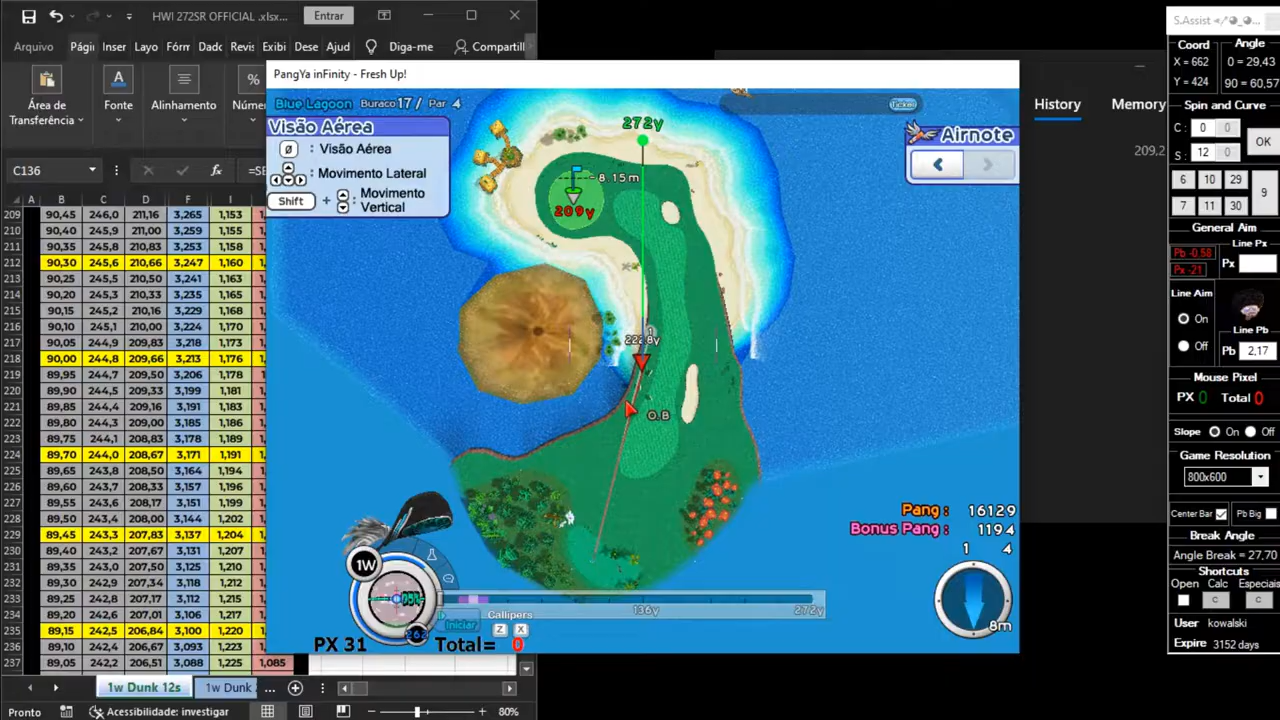 HWI 272SR OFFICIAL .xlsx...
Entrar
Arquivo Pági Inser Layo Fórm Dado Revis Exibi Dese Ajud Diga-me Compartil
Área de
Transferência
Fonte
Alinhamento
Númer
C136
fx
=SE
209 90,45 246,0 211,16 3,265 1,153
210 90,40 245,9 211,00 3,259 1,155
211 90,35 245,8 210,83 3,253 1,158
212 90,30 245,6 210,66 3,247 1,160
213 90,25 245,5 210,50 3,241 1,163
214 90,20 245,4 210,33 3,235 1,165
215 90,15 245,2 210,16 3,229 1,168
216 90,10 245,1 210,00 3,224 1,170
217 90,05 244,9 209,83 3,218 1,173
218 90,00 244,8 209,66 3,213 1,176
219 89,95 244,7 209,50 3,206 1,178
220 89,90 244,5 209,33 3,199 1,181
221 89,85 244,4 209,16 3,191 1,183
222 89,80 244,3 209,00 3,185 1,186
223 89,75 244,1 208,83 3,178 1,189
224 89,70 244,0 208,67 3,171 1,191
225 89,65 243,8 208,50 3,164 1,194
226 89,60 243,7 208,33 3,157 1,196
227 89,55 243,6 208,17 3,151 1,199
228 89,50 243,4 208,00 3,144 1,202
229 89,45 243,3 207,83 3,137 1,204
230 89,40 243,2 207,67 3,131 1,207
231 89,35 243,0 207,50 3,125 1,210
232 89,30 242,9 207,34 3,118 1,212
233 89,25 242,8 207,17 3,112 1,215
234 89,20 242,6 207,01 3,106 1,217
235 89,15 242,5 206,84 3,100 1,220
236 89,10 242,4 206,67 3,093 1,223
237 89,05 242,2 206,51 3,088 1,225 1,085
1w Dunk 12s
1w Dunk
...
Pronto
Acessibilidade: investigar
80%
PangYa inFinity - Fresh Up!
Blue Lagoon Buraco 17 / Par 4
Visão Aérea
Ø : Visão Aérea
: Movimento Lateral
Shift + : Movimento
Vertical
272y
-8.15m
209y
222.8y
O.B
Ticker
Airnote
Pang : 16129
Bonus Pang : 1194
1 4
8m
1W
262
Iniciar
Callipers
Z X
136y
272y
PX 31
Total= 0
History Memory
209,2
S.Assist
Coord
X = 662
Y = 424
Angle
0 = 29,43
90 = 60,57
Spin and Curve
C : 0 0
S : 12 0
OK
6 10 29
7 11 30
9
General Aim
Pb -0.58
Px -21
Line Px
Px
Line Aim
On
Off
Line Pb
Pb 2,17
Mouse Pixel
PX 0 Total 0
Slope On Off
Game Resolution
800x600
Center Bar
Pb Big
Break Angle
Angle Break = 27,70
Shortcuts
Open Calc Especiais
C C
User kowalski
Expire 3152 days